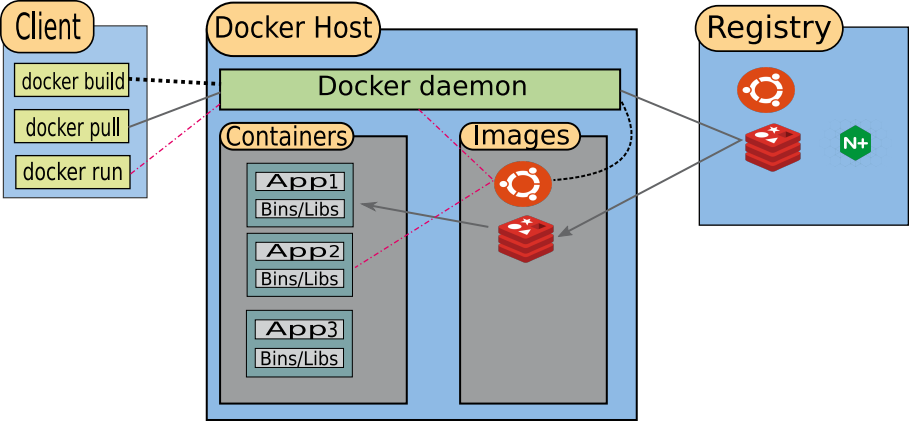 Client
docker build
docker pull
docker run
Docker Host
Docker daemon
Containers
App1
Bins/Libs
App2
Bins/Libs
App3
Bins/Libs
Images
Registry
N+